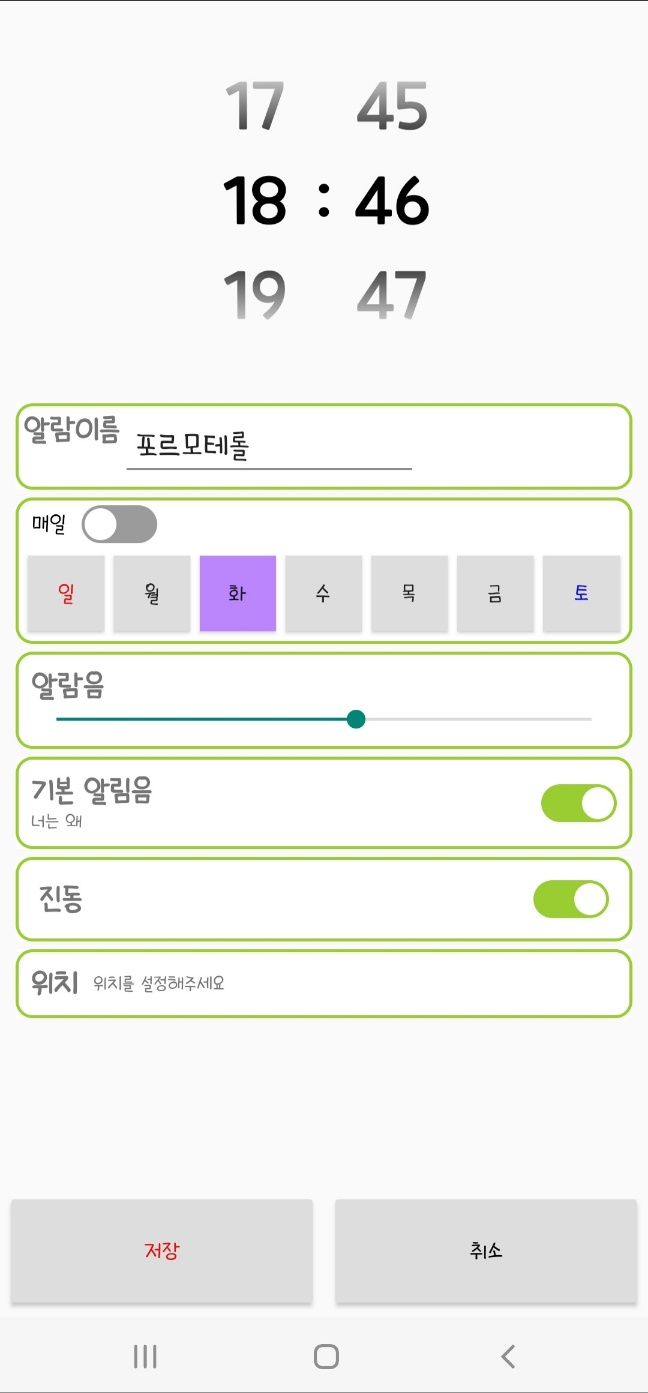 17 45
18 : 46
19 47
알람이름 포르모테롤
매일
일 월 화 수 목 금 토
알람음
기본 알림음
너는 왜
진동
위치 위치를 설정해주세요
저장 취소